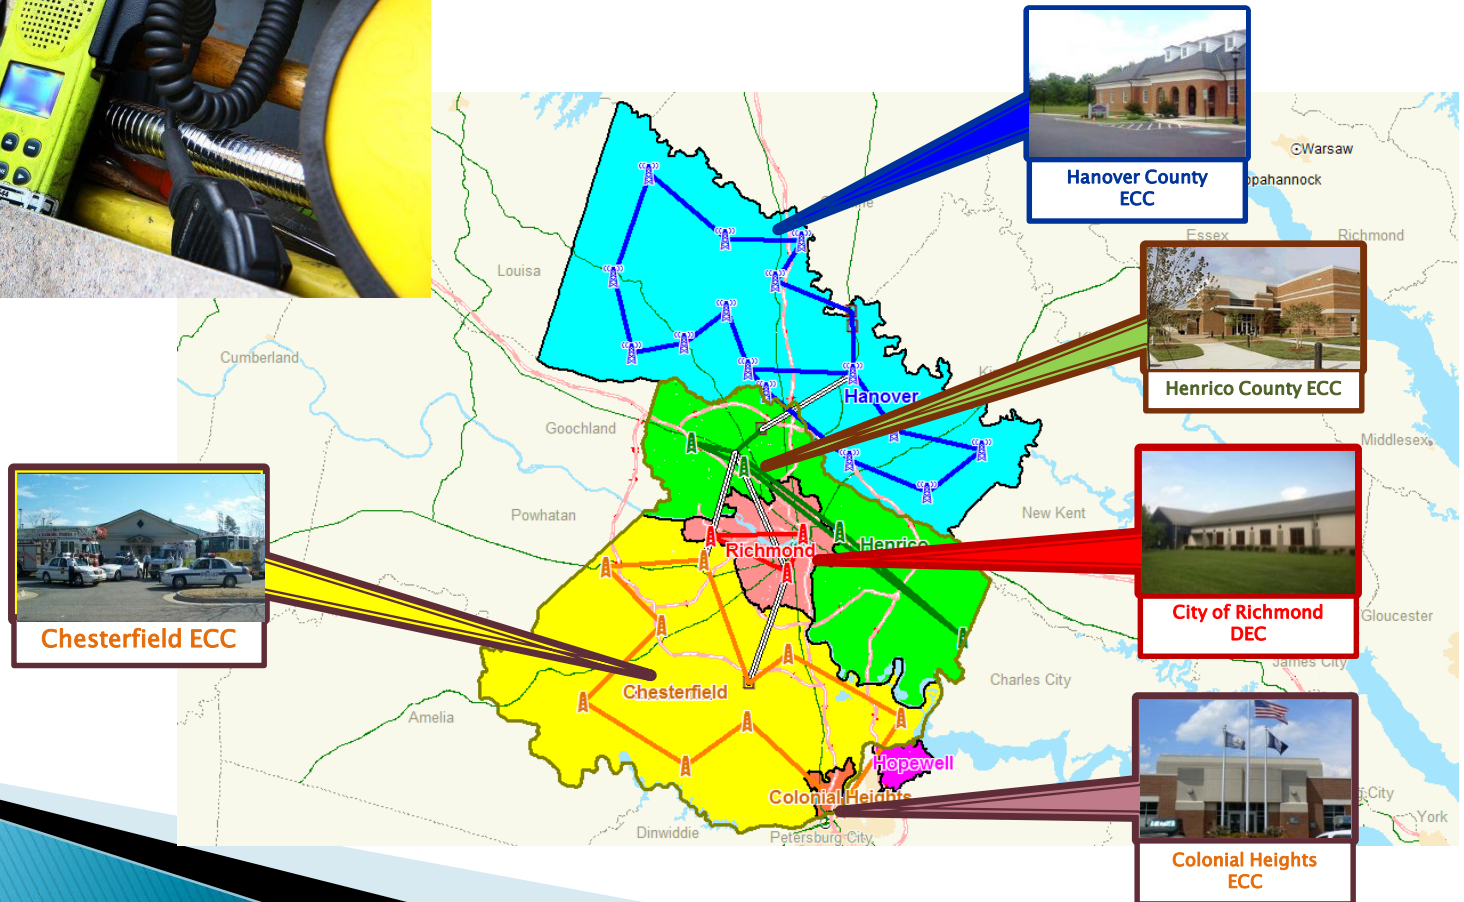 Warsaw
opahannock
Hanover County
ECC
Essex
Richmond
Louisa
Henrico County ECC
Cumberland
Hanover
Goochland
Middlesex
Powhatan
New Kent
Richmond
Henrico
City of Richmond
DEC
Gloucester
Chesterfield ECC
James City
Charles City
Chesterfield
Amelia
Hopewell
Colonial Heights
g City
York
Dinwiddie
Petersburg City
Colonial Heights
ECC